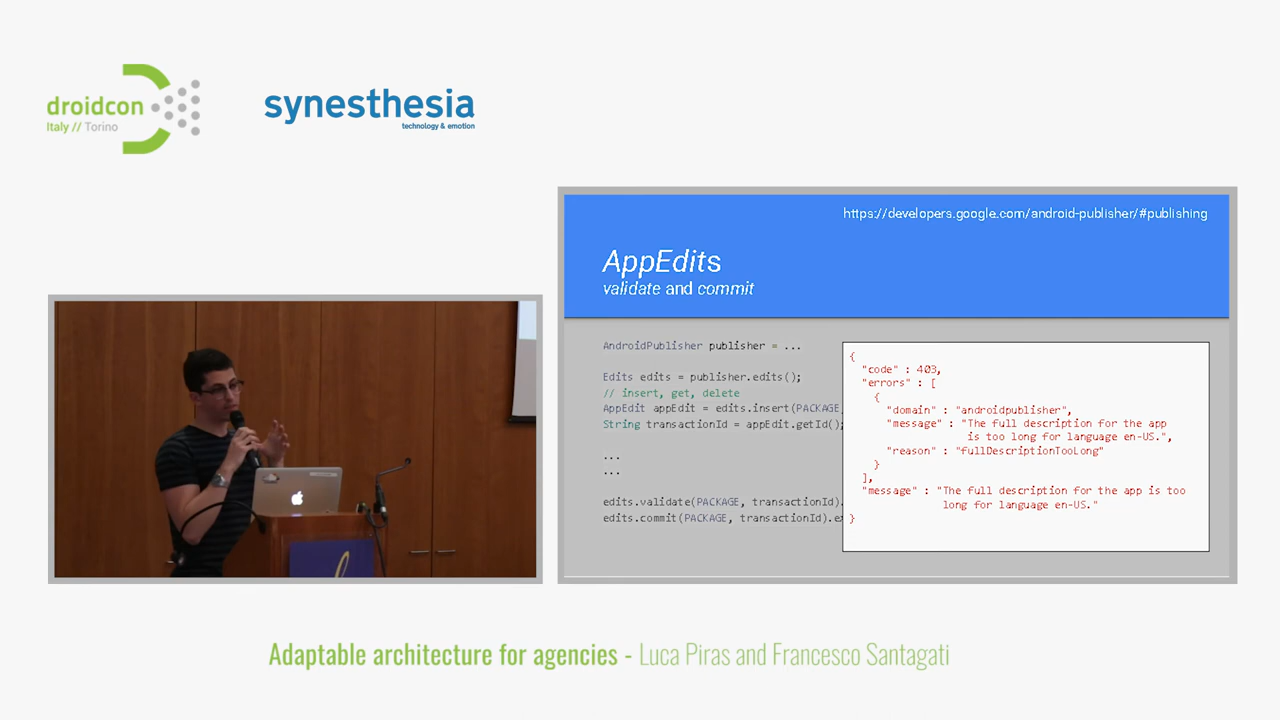 droidcon
Italy // Torino
synesthesia
technology & emotion
https://developers.google.com/android-publisher/#publishing
AppEdits
validate and commit
AndroidPublisher publisher = ...
Edits edits = publisher.edits();
// insert, get, delete
AppEdit appEdit = edits.insert(PACKAGE,
String transactionId = appEdit.getId();
...
...
edits.validate(PACKAGE, transactionId).
edits.commit(PACKAGE, transactionId).ex
{
"code" : 403,
"errors" : [
{
"domain" : "androidpublisher",
"message" : "The full description for the app
is too long for language en-US.",
"reason" : "fullDescriptionTooLong"
}
],
"message" : "The full description for the app is too
long for language en-US."
}
Adaptable architecture for agencies - Luca Piras and Francesco Santagati